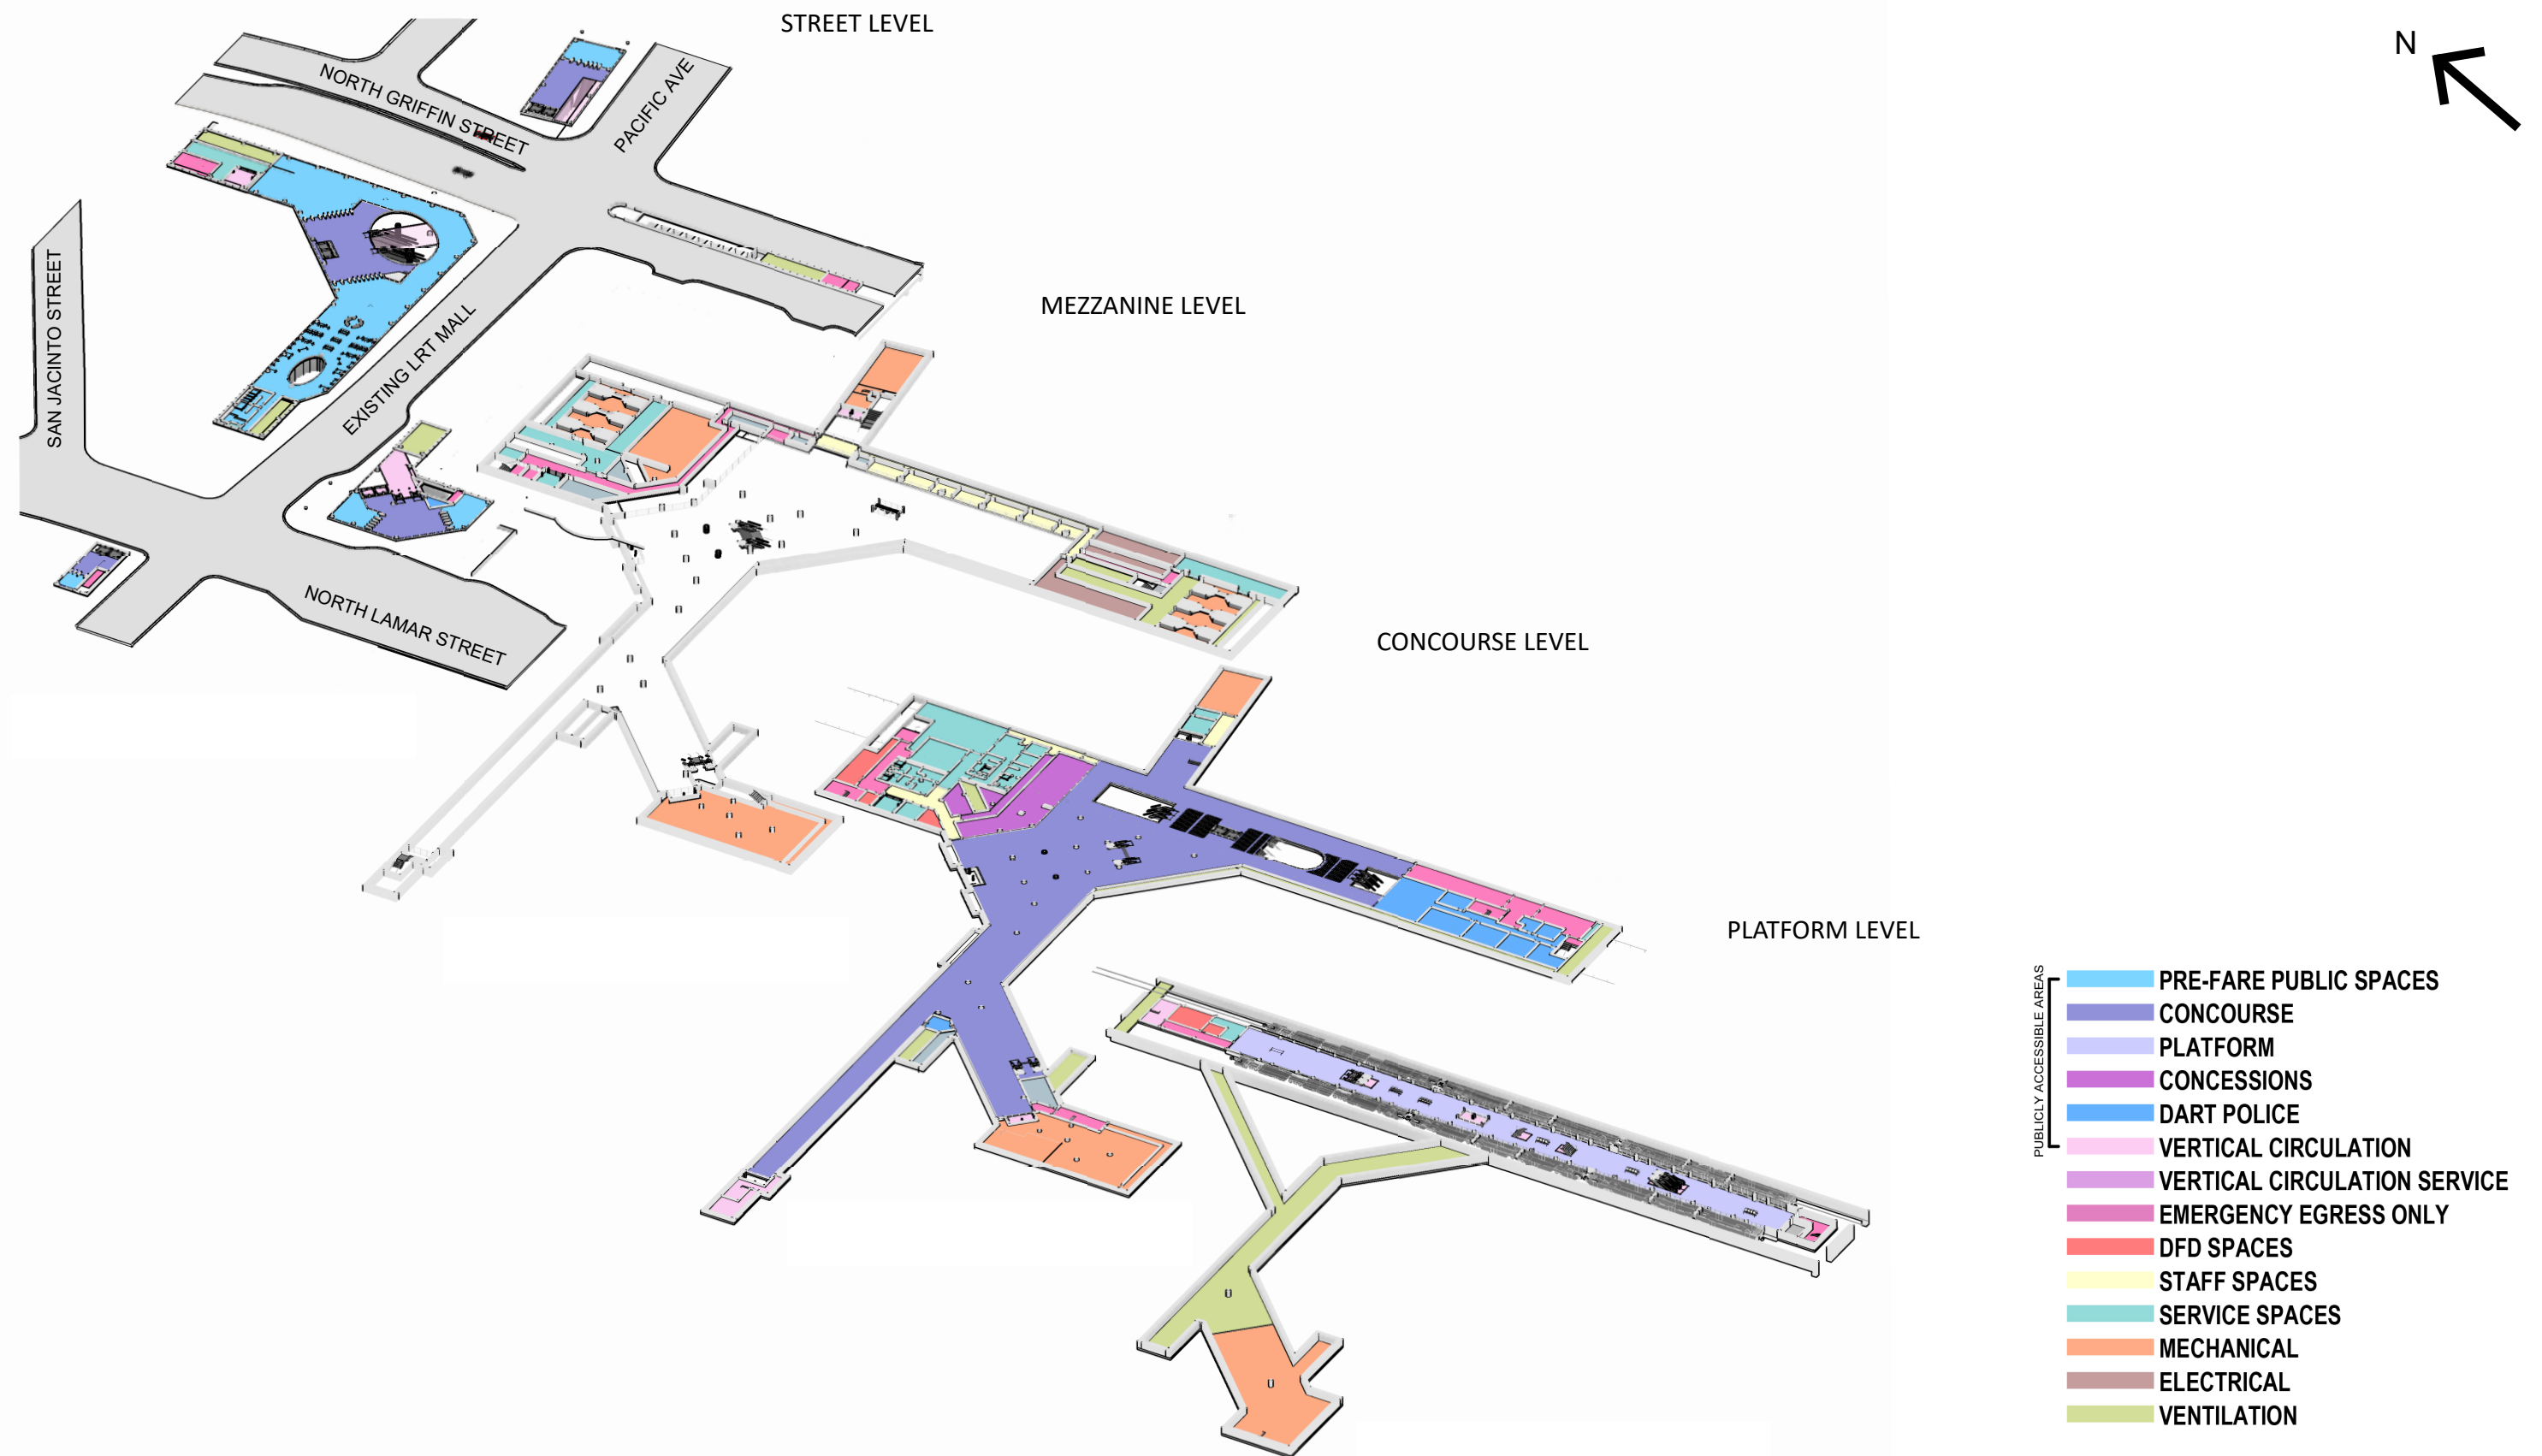 STREET LEVEL
N
NORTH GRIFFIN STREET
PACIFIC AVE
SAN JACINTO STREET
EXISTING LRT MALL
MEZZANINE LEVEL
NORTH LAMAR STREET
CONCOURSE LEVEL
PLATFORM LEVEL
PUBLICLY ACCESSIBLE AREAS
PRE-FARE PUBLIC SPACES
CONCOURSE
PLATFORM
CONCESSIONS
DART POLICE
VERTICAL CIRCULATION
VERTICAL CIRCULATION SERVICE
EMERGENCY EGRESS ONLY
DFD SPACES
STAFF SPACES
SERVICE SPACES
MECHANICAL
ELECTRICAL
VENTILATION